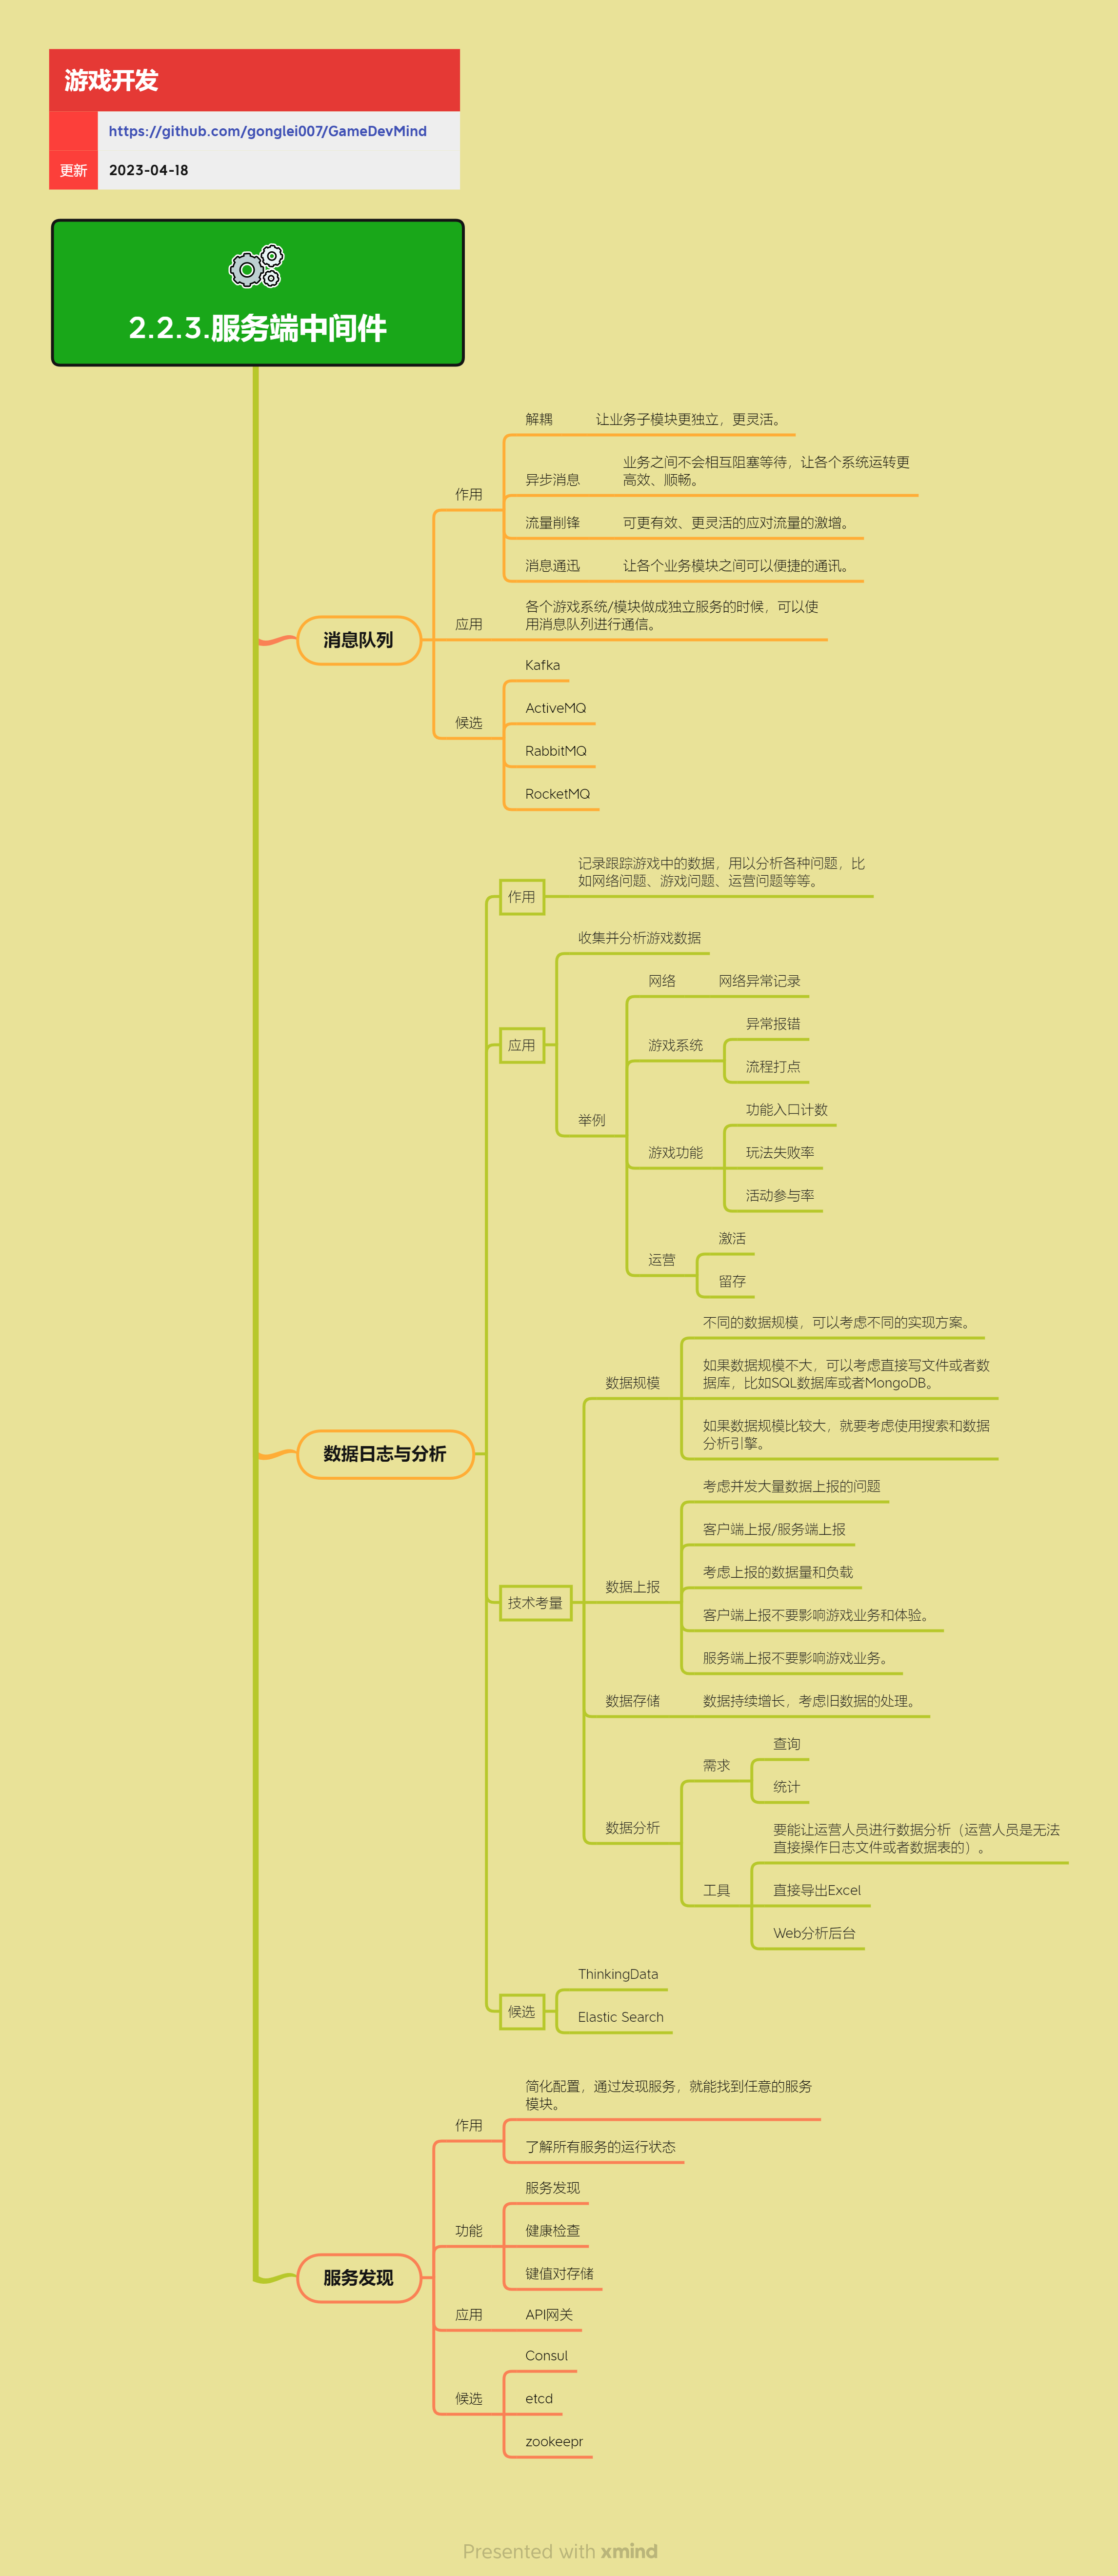 游戏开发
https://github.com/gonglei007/GameDevMind
更新
2023-04-18
2.2.3.服务端中间件
消息队列
作用
解耦
让业务子模块更独立，更灵活。
异步消息
业务之间不会相互阻塞等待，让各个系统运转更
高效、顺畅。
流量削锋
可更有效、更灵活的应对流量的激增。
消息通迅
让各个业务模块之间可以便捷的通讯。
应用
各个游戏系统/模块做成独立服务的时候，可以使
用消息队列进行通信。
候选
Kafka
ActiveMQ
RabbitMQ
RocketMQ
数据日志与分析
作用
记录跟踪游戏中的数据，用以分析各种问题，比
如网络问题、游戏问题、运营问题等等。
应用
收集并分析游戏数据
举例
网络
网络异常记录
游戏系统
异常报错
流程打点
游戏功能
功能入口计数
玩法失败率
活动参与率
运营
激活
留存
技术考量
数据规模
不同的数据规模，可以考虑不同的实现方案。
如果数据规模不大，可以考虑直接写文件或者数
据库，比如SQL数据库或者MongoDB。
如果数据规模比较大，就要考虑使用搜索和数据
分析引擎。
数据上报
考虑并发大量数据上报的问题
客户端上报/服务端上报
考虑上报的数据量和负载
客户端上报不要影响游戏业务和体验。
服务端上报不要影响游戏业务。
数据存储
数据持续增长，考虑旧数据的处理。
数据分析
需求
查询
统计
工具
要能让运营人员进行数据分析（运营人员是无法
直接操作日志文件或者数据表的）。
直接导出Excel
Web分析后台
候选
ThinkingData
Elastic Search
服务发现
作用
简化配置，通过发现服务，就能找到任意的服务
模块。
了解所有服务的运行状态
功能
服务发现
健康检查
键值对存储
应用
API网关
候选
Consul
etcd
zookeepr
Presented with xmind